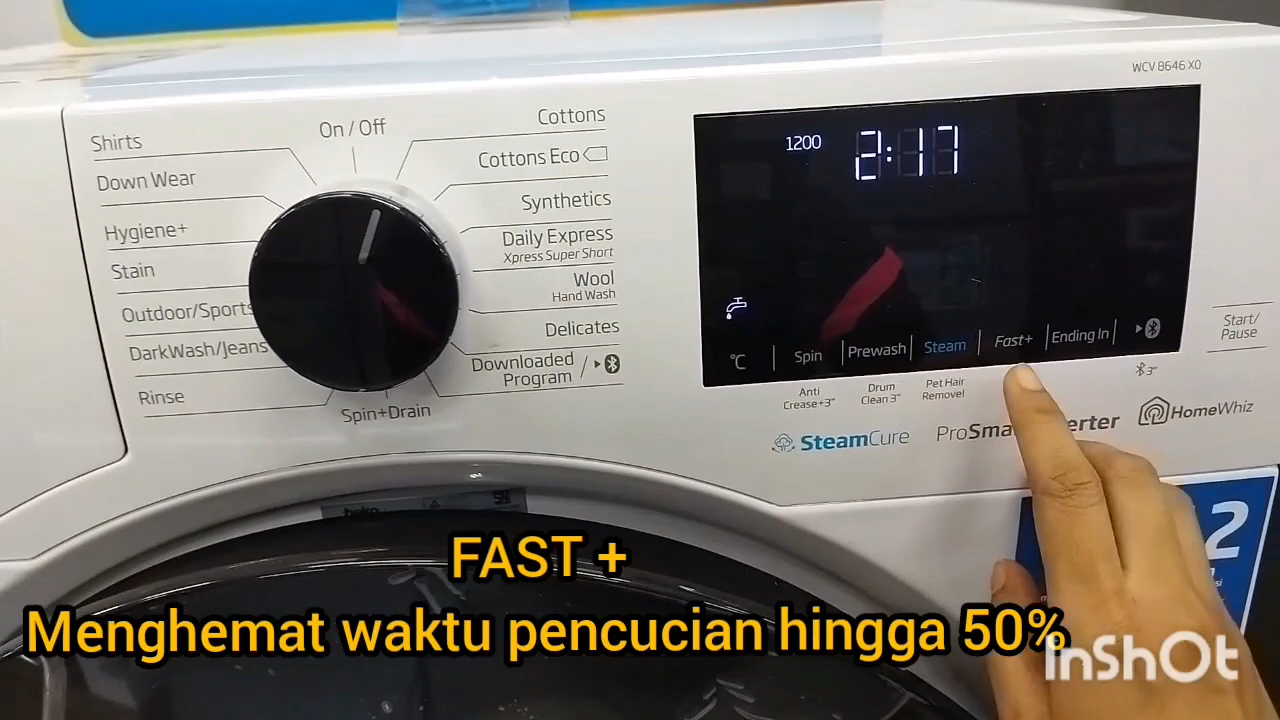 WCV 8646 XO
On / Off
Cottons
Cottons Eco
Synthetics
Daily Express
Xpress Super Short
Wool
Hand Wash
Delicates
Downloaded
Program /
Spin+Drain
Shirts
Down Wear
Hygiene+
Stain
Outdoor/Sports
DarkWash/Jeans
Rinse
1200
2:17
°C
Spin
Prewash
Steam
Fast+
Ending In
Start/
Pause
Anti
Crease+3"
Drum
Clean 3"
Pet Hair
Removel
3"
SteamCure
HomeWhiz
beko
2
FAST +
Menghemat waktu pencucian hingga 50%
InShOt